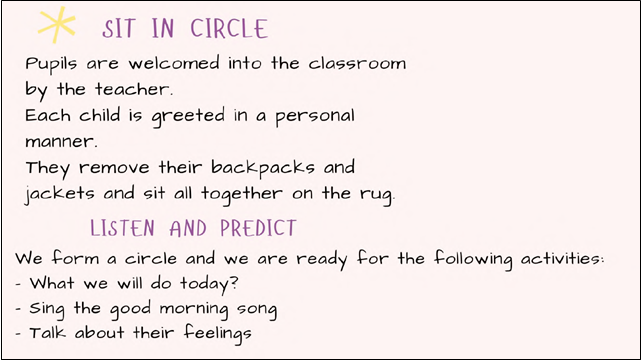 SIT IN CIRCLE
Pupils are welcomed into the classroom
by the teacher.
Each child is greeted in a personal
manner.
They remove their backpacks and
jackets and sit all together on the rug.
LISTEN AND PREDICT
We form a circle and we are ready for the following activities:
- What we will do today?
- Sing the good morning song
- Talk about their feelings